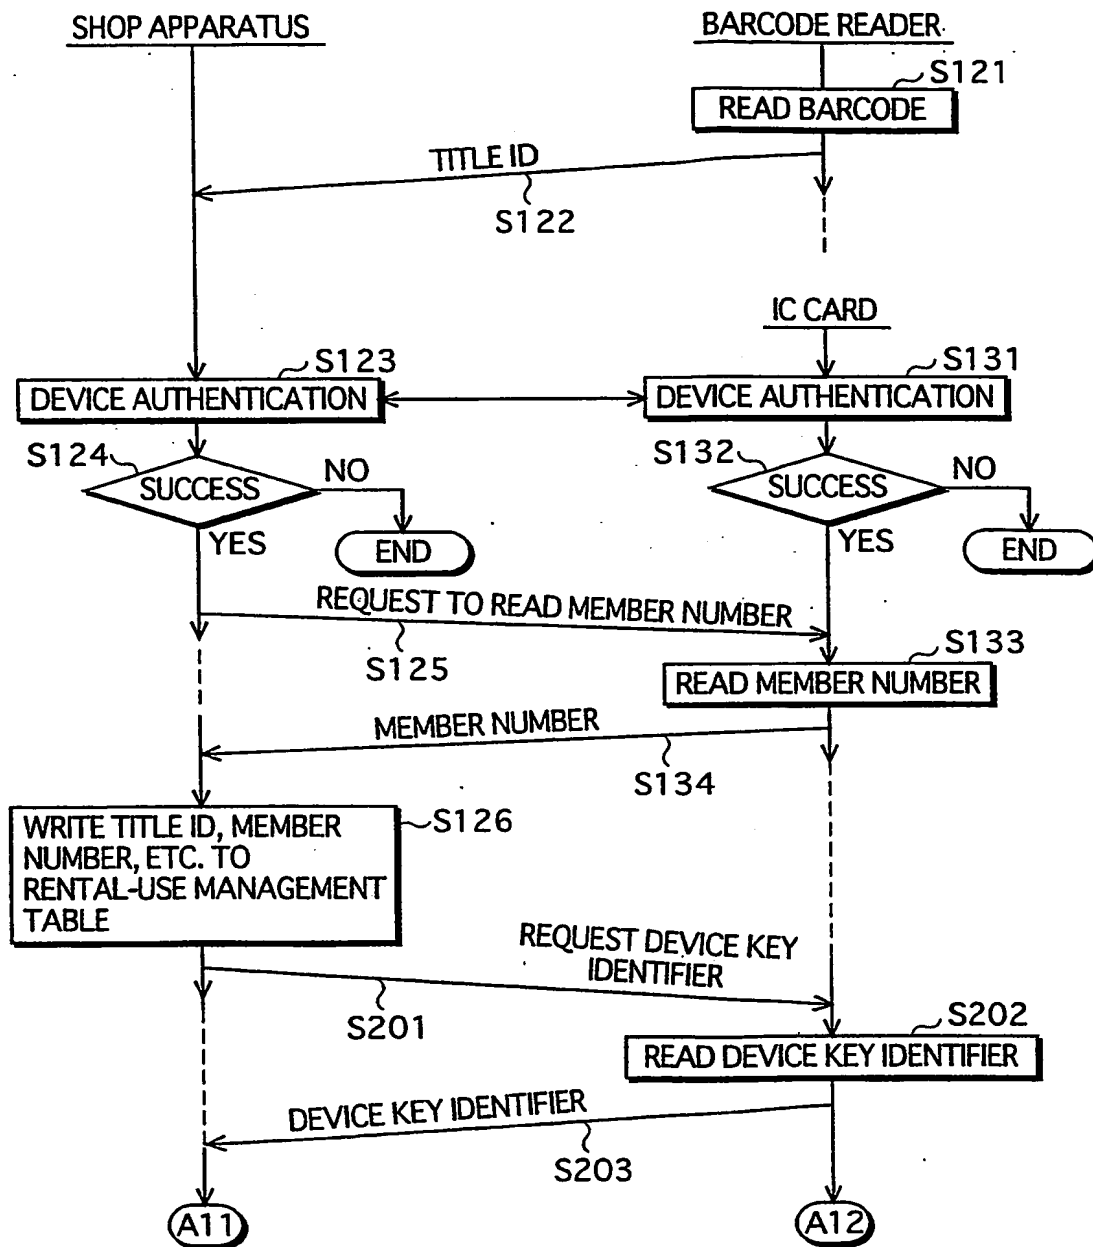 SHOP APPARATUS
BARCODE READER
S121
READ BARCODE
TITLE ID
S122
IC CARD
S123
S131
DEVICE AUTHENTICATION
DEVICE AUTHENTICATION
S124
SUCCESS
NO
YES
END
S132
SUCCESS
NO
YES
END
REQUEST TO READ MEMBER NUMBER
S125
S133
READ MEMBER NUMBER
MEMBER NUMBER
S134
S126
WRITE TITLE ID, MEMBER
NUMBER, ETC. TO
RENTAL-USE MANAGEMENT
TABLE
REQUEST DEVICE KEY
IDENTIFIER
S201
S202
READ DEVICE KEY IDENTIFIER
DEVICE KEY IDENTIFIER
S203
A11
A12